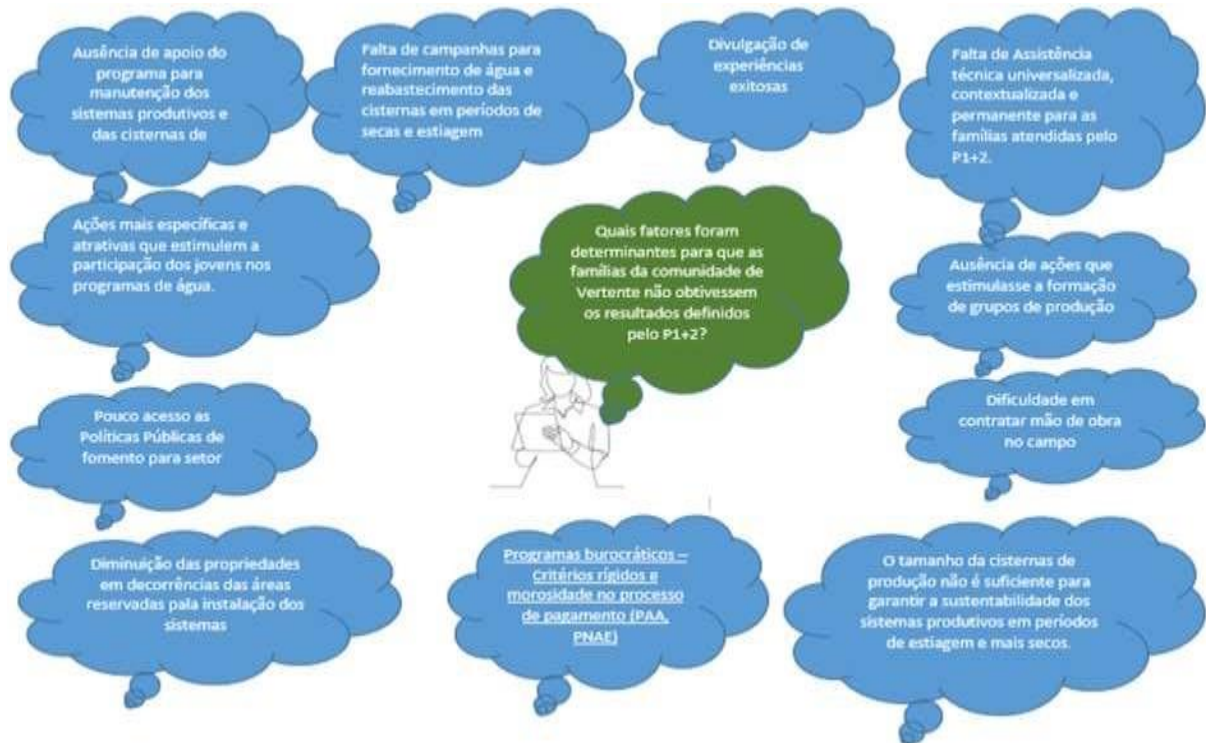 Ausência de apoio do
programa para
manutenção dos
sistemas produtivos e
das cisternas de
Falta de campanhas para
fornecimento de água e
reabastecimento das
cisternas em períodos de
secas e estiagem
Divulgação de
experiências
exitosas
Falta de Assistência
técnica universalizada,
contextualizada e
permanente para as
famílias atendidas pelo
P1+2.
Ações mais específicas e
atrativas que estimulem a
participação dos jovens nos
programas de água.
Quais fatores foram
determinantes para que as
famílias da comunidade de
Vertente não obtivessem
os resultados definidos
pelo P1+2?
Ausência de ações que
estimulasse a formação
de grupos de produção
Pouco acesso as
Políticas Públicas de
fomento para setor
Dificuldade em
contratar mão de obra
no campo
Diminuição das propriedades
em decorrências das áreas
reservadas pala instalação dos
sistemas
Programas burocráticos –
Critérios rígidos e
morosidade no processo
de pagamento (PAA,
PNAE)
O tamanho da cisternas de
produção não é suficiente para
garantir a sustentabilidade dos
sistemas produtivos em períodos
de estiagem e mais secos.